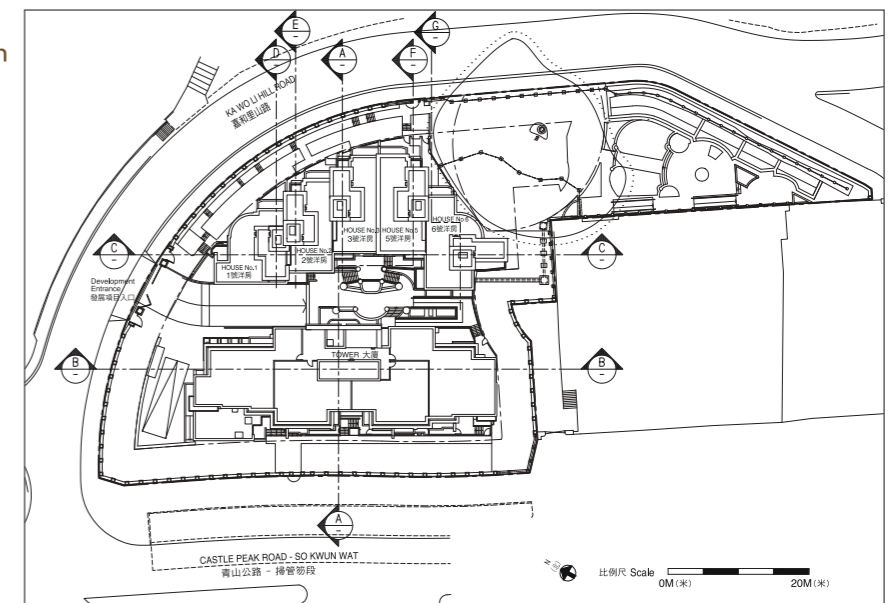 n
E
–
G
–
D
–
A
–
F
–
KA WO LI HILL ROAD
嘉和里山路
HOUSE No.1
1號洋房
HOUSE No.2
2號洋房
HOUSE No.3
3號洋房
HOUSE No.5
5號洋房
HOUSE No.6
6號洋房
C
–
C
–
Development
Entrance
發展項目入口
TOWER 大廈
B
–
B
–
A
–
CASTLE PEAK ROAD - SO KWUN WAT
青山公路 - 掃管笏段
N
比例尺 Scale
0M(米)
20M(米)